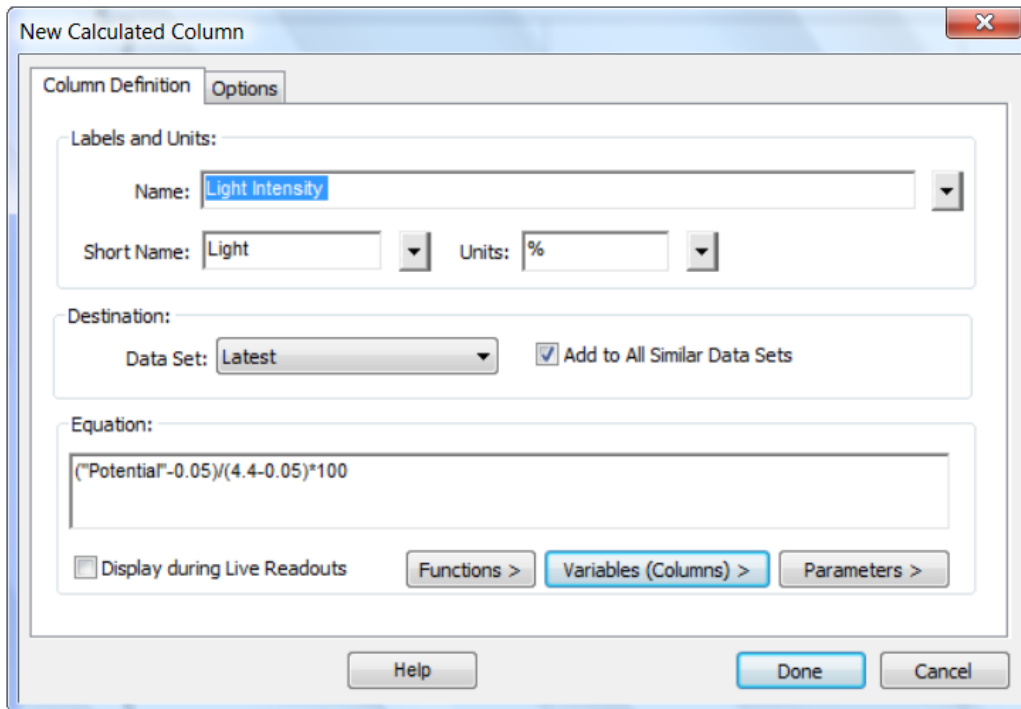 New Calculated Column
Column Definition
Options
Labels and Units:
Name: Light Intensity
Short Name: Light Units: %
Destination:
Data Set: Latest Add to All Similar Data Sets
Equation:
("Potential"-0.05)/(4.4-0.05)*100
Display during Live Readouts Functions > Variables (Columns) > Parameters >
Help Done Cancel